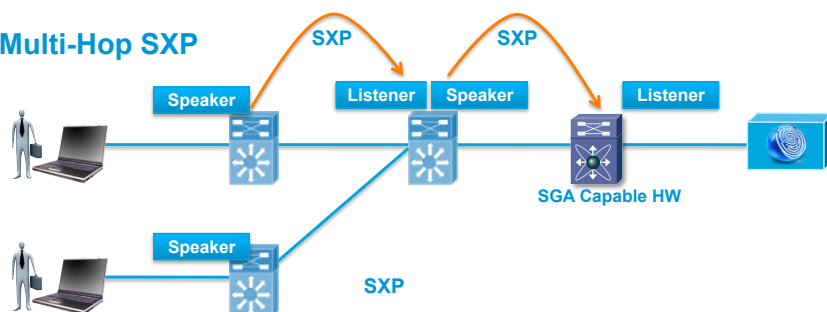 Multi-Hop SXP
SXP
SXP
Speaker
Listener
Speaker
Listener
SGA Capable HW
Speaker
SXP